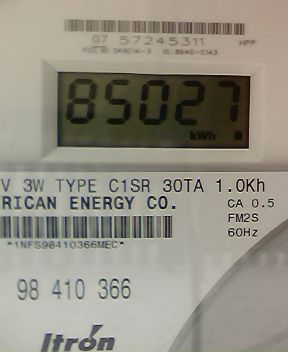 07 57245311 HPP
85027
kWh
V 3W TYPE C1SR 30TA 1.0Kh
RICAN ENERGY CO. CA 0.5
FM2S
60Hz
*1NFS98410366MEC*
98 410 366
Itron